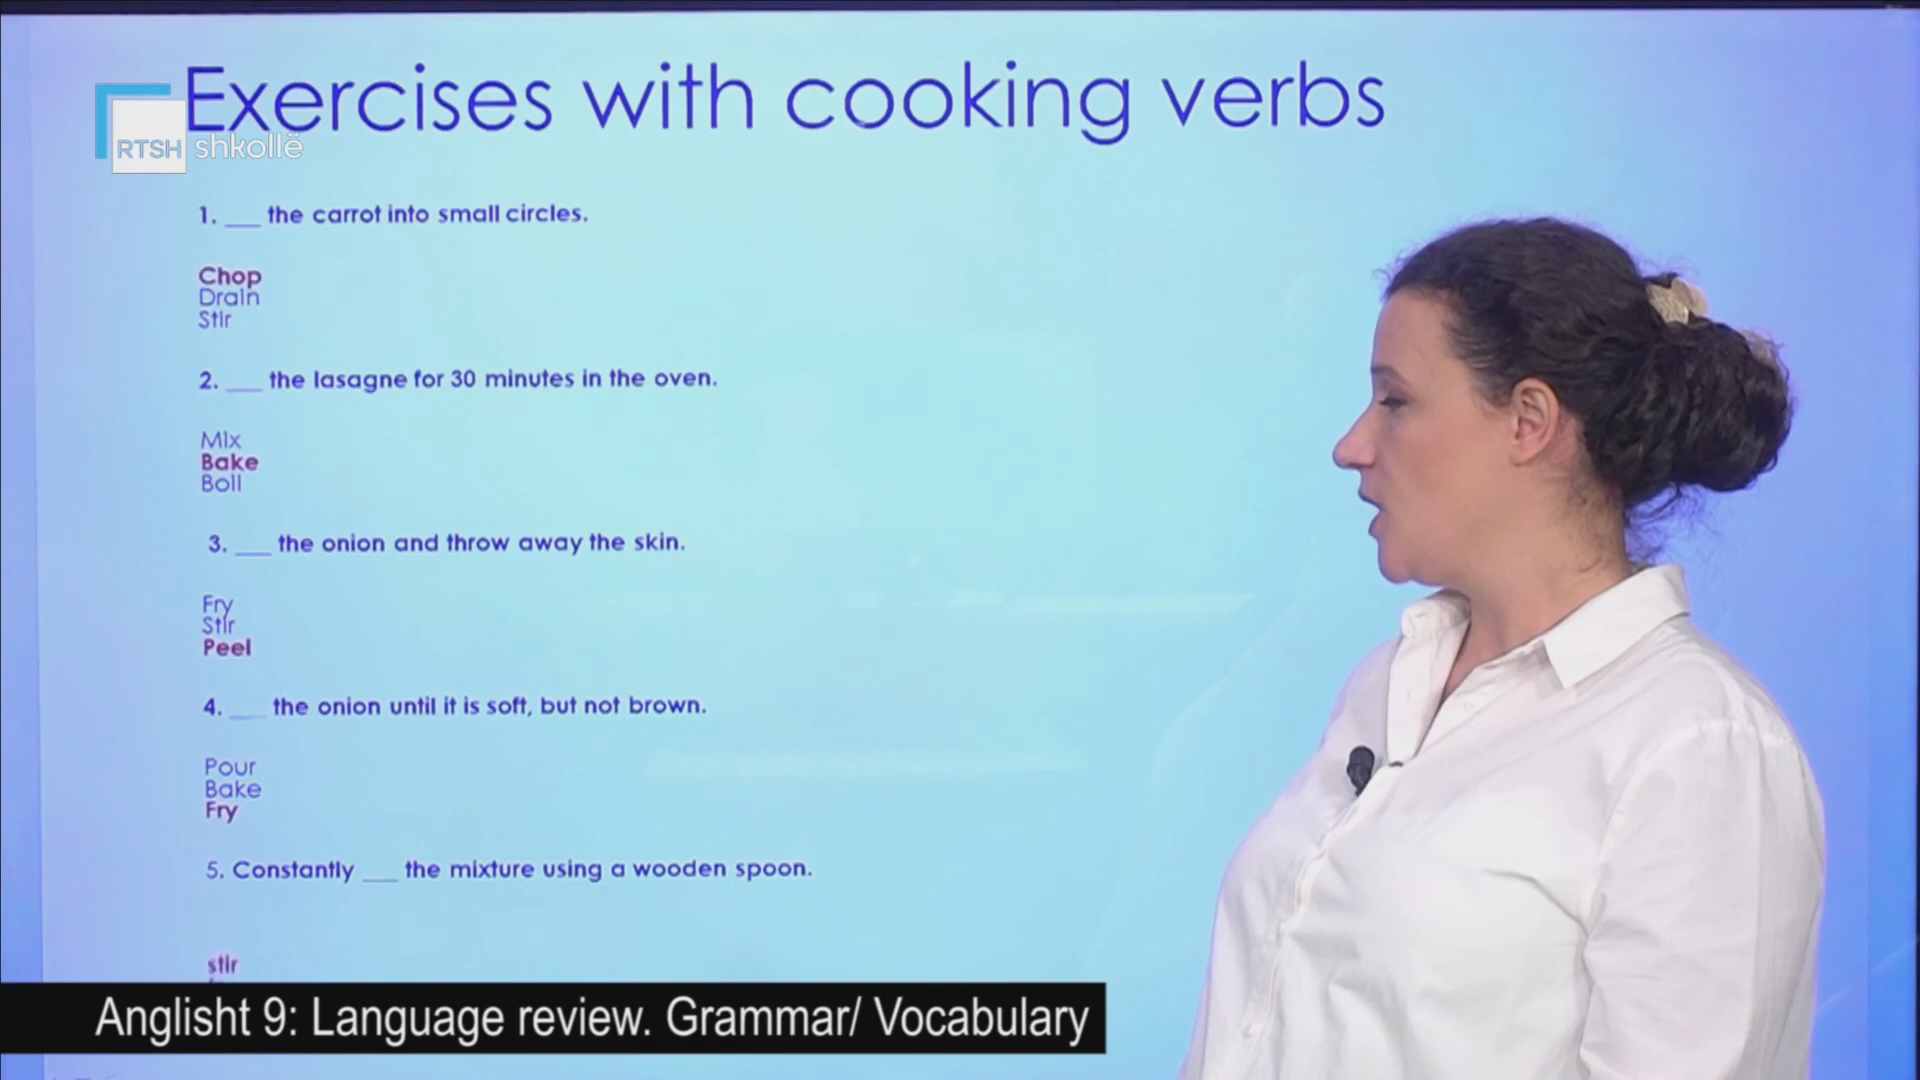 Exercises with cooking verbs
RTSH shkollë
1. ___ the carrot into small circles.
Chop
Drain
Stir
2. ___ the lasagne for 30 minutes in the oven.
Mix
Bake
Boil
3. ___ the onion and throw away the skin.
Fry
Stir
Peel
4. ___ the onion until it is soft, but not brown.
Pour
Bake
Fry
5. Constantly ___ the mixture using a wooden spoon.
stir
Anglisht 9: Language review. Grammar/ Vocabulary